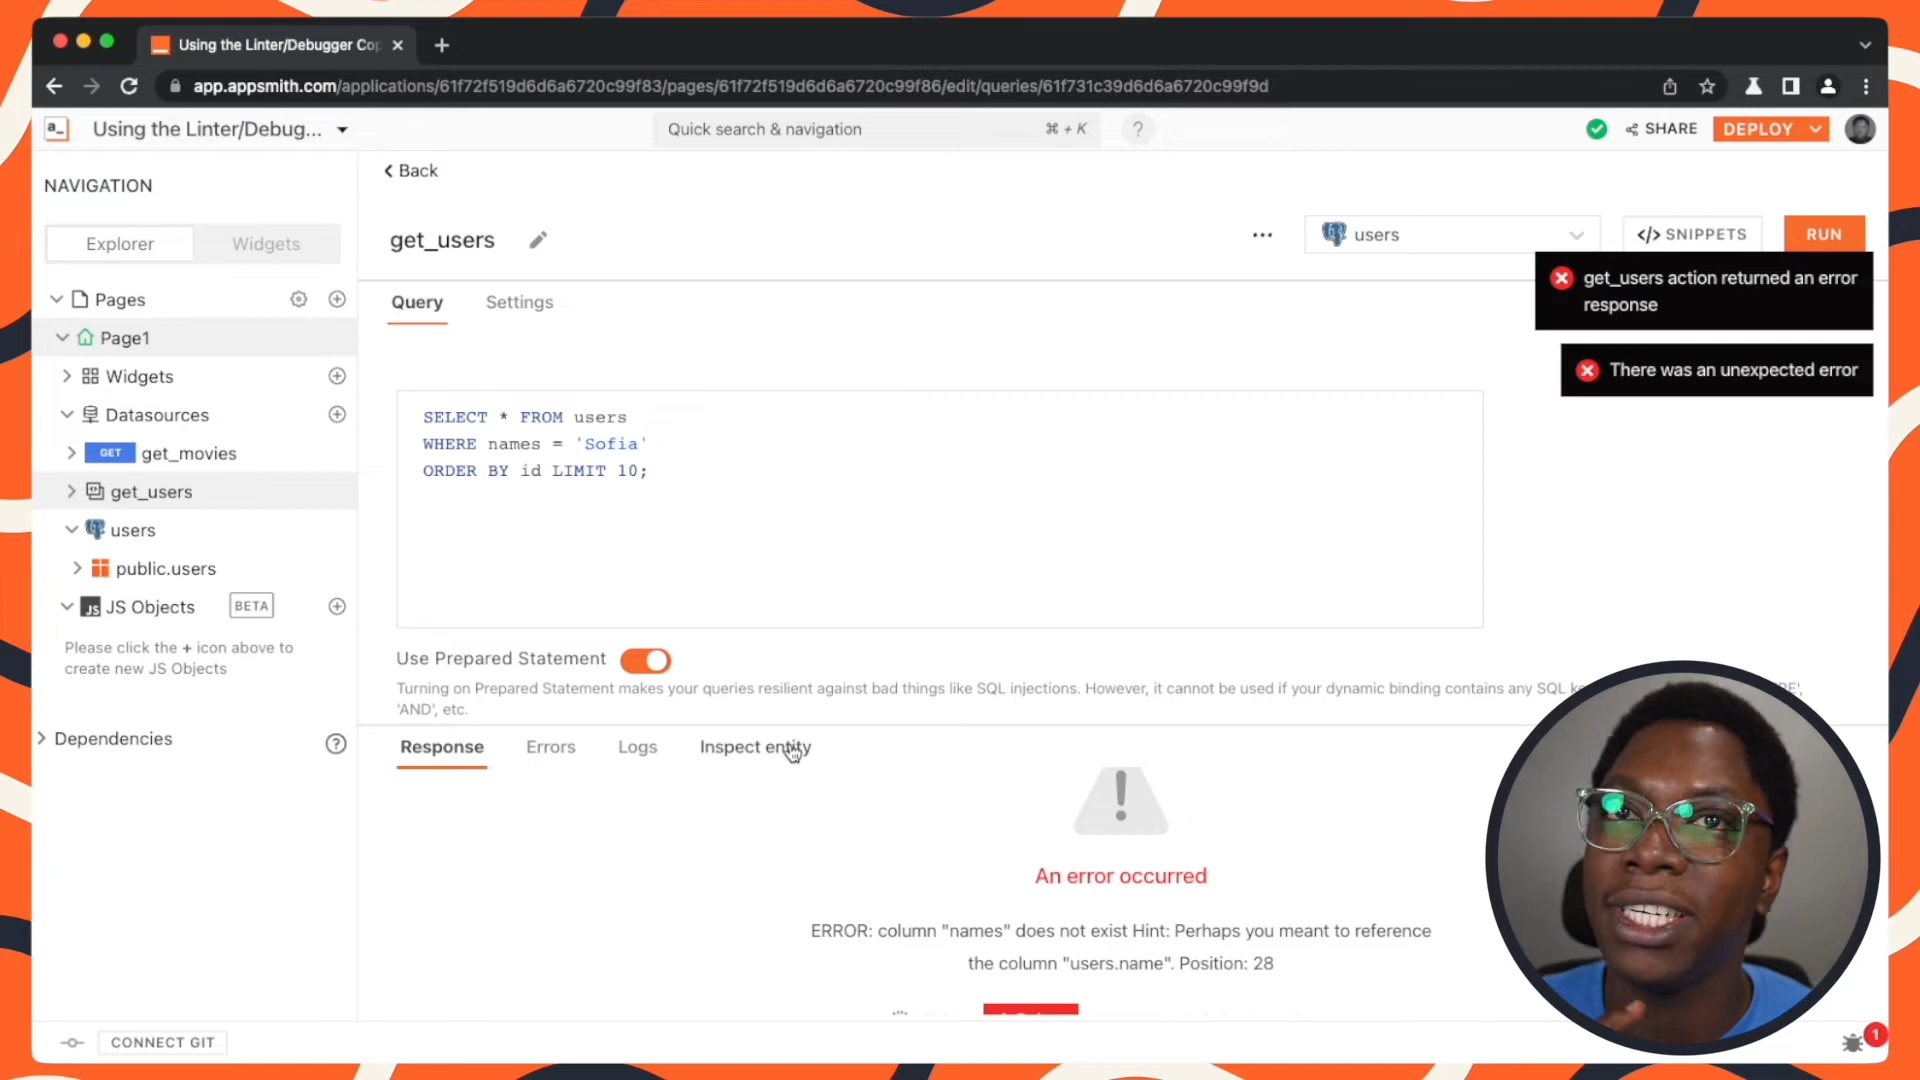 Using the Linter/Debugger Cop
app.appsmith.com/applications/61f72f519d6d6a6720c99f83/pages/61f72f519d6d6a6720c99f86/edit/queries/61f731c39d6d6a6720c99f9d
a_
Using the Linter/Debug...
Quick search & navigation
⌘ + K
?
SHARE
DEPLOY
NAVIGATION
Explorer
Widgets
Pages
Page1
Widgets
Datasources
GET get_movies
get_users
users
public.users
JS JS Objects
BETA
Please click the + icon above to
create new JS Objects
Dependencies
?
CONNECT GIT
Back
get_users
users
</> SNIPPETS
RUN
get_users action returned an error
response
There was an unexpected error
Query
Settings
SELECT * FROM users
WHERE names = 'Sofia'
ORDER BY id LIMIT 10;
Use Prepared Statement
Turning on Prepared Statement makes your queries resilient against bad things like SQL injections. However, it cannot be used if your dynamic binding contains any SQL
'AND', etc.
Response
Errors
Logs
Inspect entity
An error occurred
ERROR: column "names" does not exist Hint: Perhaps you meant to reference
the column "users.name". Position: 28
1